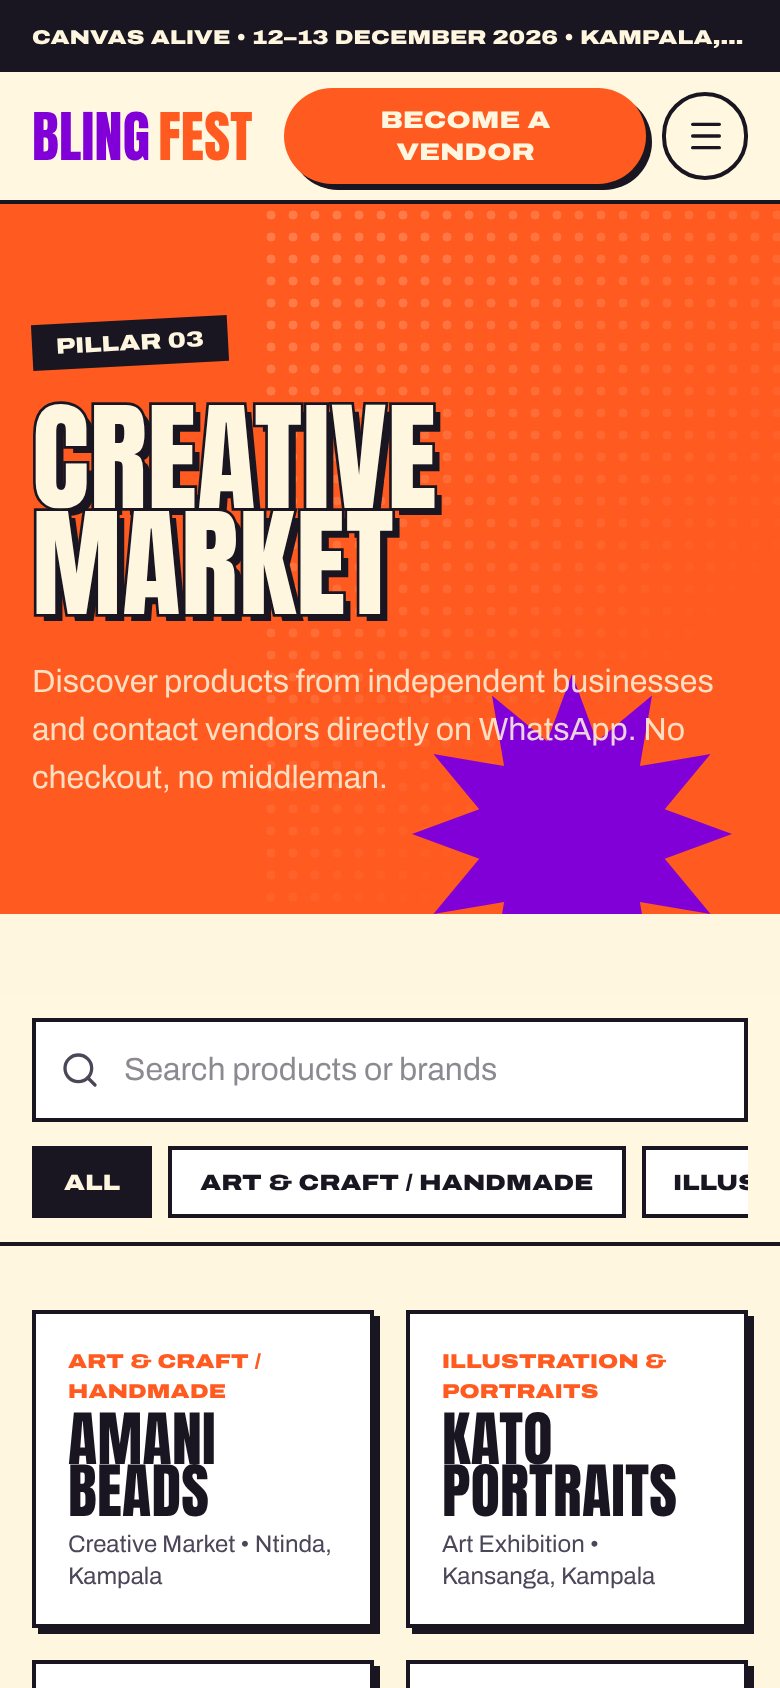 CANVAS ALIVE • 12–13 DECEMBER 2026 • KAMPALA,...
BLING FEST
BECOME A
VENDOR
PILLAR 03
CREATIVE
MARKET
Discover products from independent businesses
and contact vendors directly on WhatsApp. No
checkout, no middleman.
Search products or brands
ALL
ART & CRAFT / HANDMADE
ILLUS
ART & CRAFT /
HANDMADE
AMANI
BEADS
Creative Market • Ntinda,
Kampala
ILLUSTRATION &
PORTRAITS
KATO
PORTRAITS
Art Exhibition •
Kansanga, Kampala